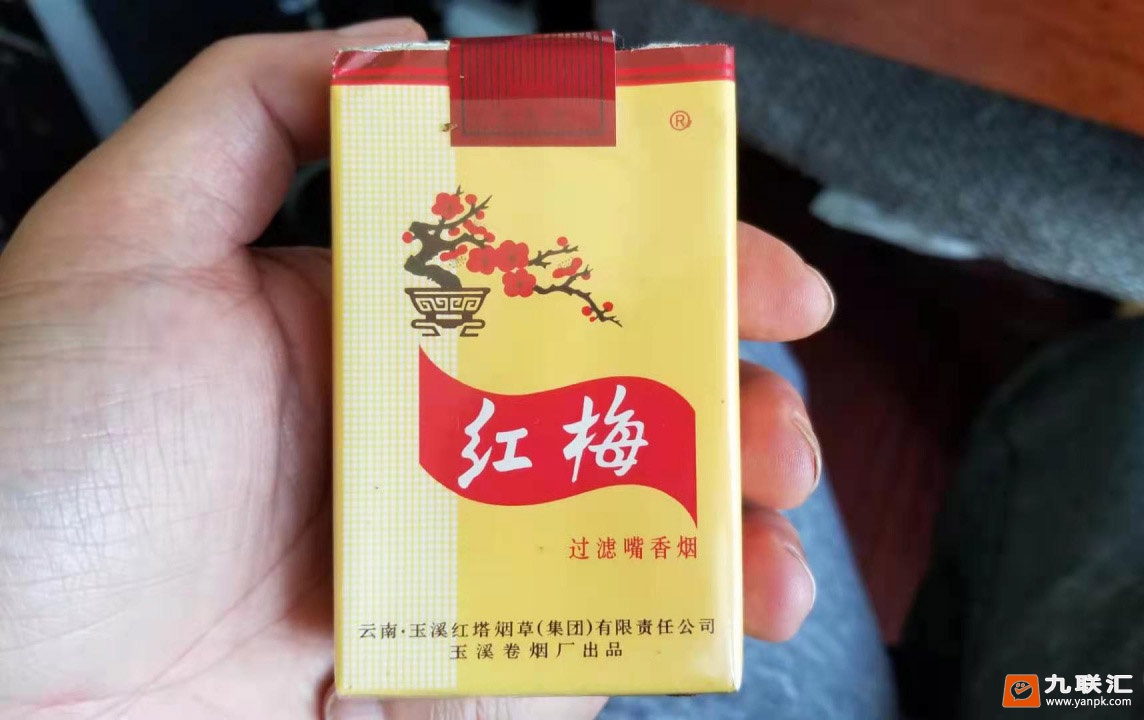 ®
红梅
过滤嘴香烟
云南·玉溪红塔烟草(集团)有限责任公司
玉溪卷烟厂出品
九联汇
www.yanpk.com